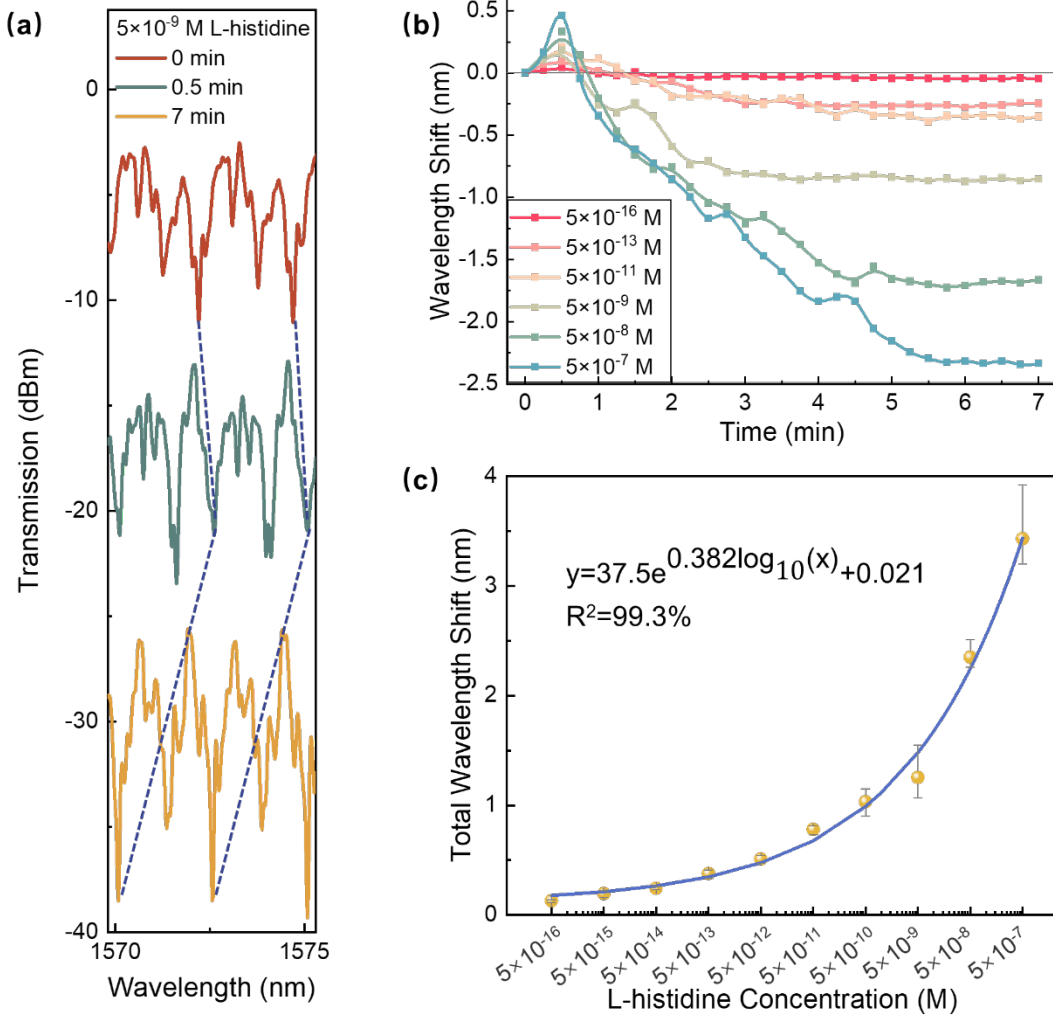 (a)
5×10⁻⁹ M L-histidine
0 min
0.5 min
7 min
0
-10
-20
-30
-40
1570
1575
Transmission (dBm)
Wavelength (nm)
(b)
0.5
0.0
-0.5
-1.0
-1.5
-2.0
-2.5
Wavelength Shift (nm)
5×10⁻¹⁶ M
5×10⁻¹³ M
5×10⁻¹¹ M
5×10⁻⁹ M
5×10⁻⁸ M
5×10⁻⁷ M
0 1 2 3 4 5 6 7
Time (min)
(c)
4
3
2
1
0
Total Wavelength Shift (nm)
y=37.5e^0.382log₁₀(x)+0.021
R²=99.3%
5×10⁻¹⁶
5×10⁻¹⁵
5×10⁻¹⁴
5×10⁻¹³
5×10⁻¹²
5×10⁻¹¹
5×10⁻¹⁰
5×10⁻⁹
5×10⁻⁸
5×10⁻⁷
L-histidine Concentration (M)